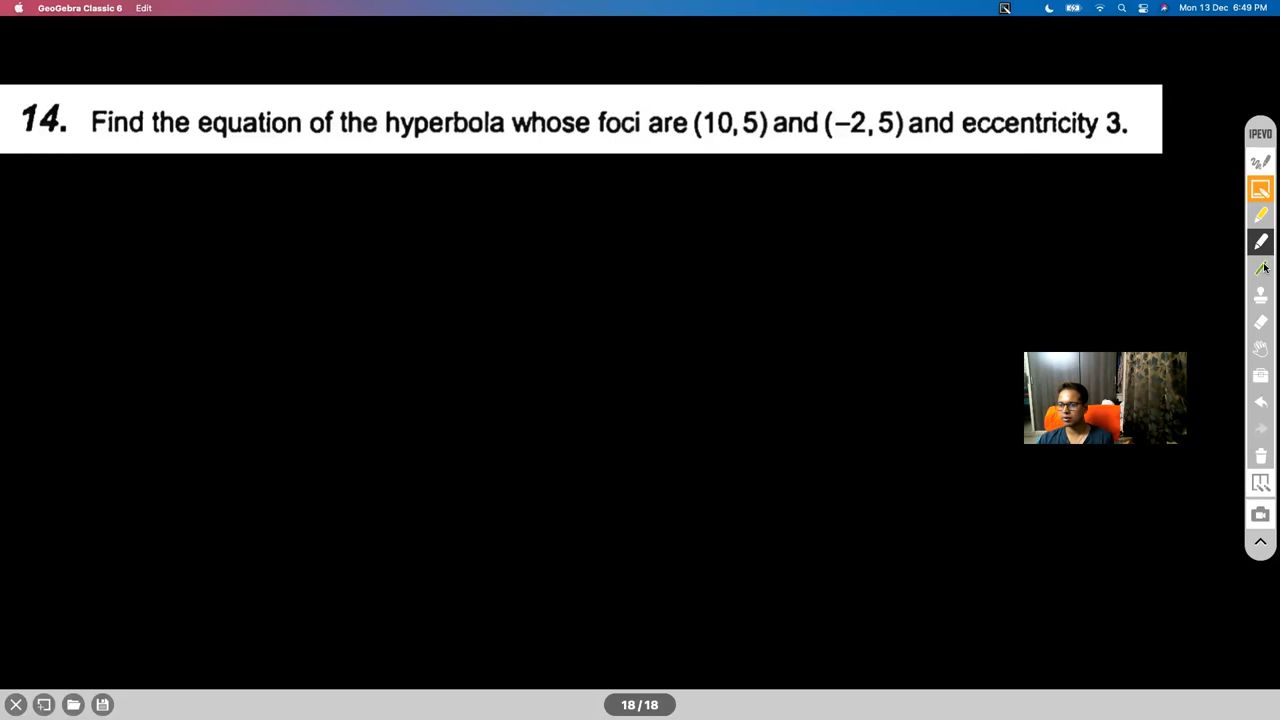 GeoGebra Classic 6 Edit Mon 13 Dec 6:49 PM
14. Find the equation of the hyperbola whose foci are (10, 5) and (−2, 5) and eccentricity 3.
IPEVO
18 / 18